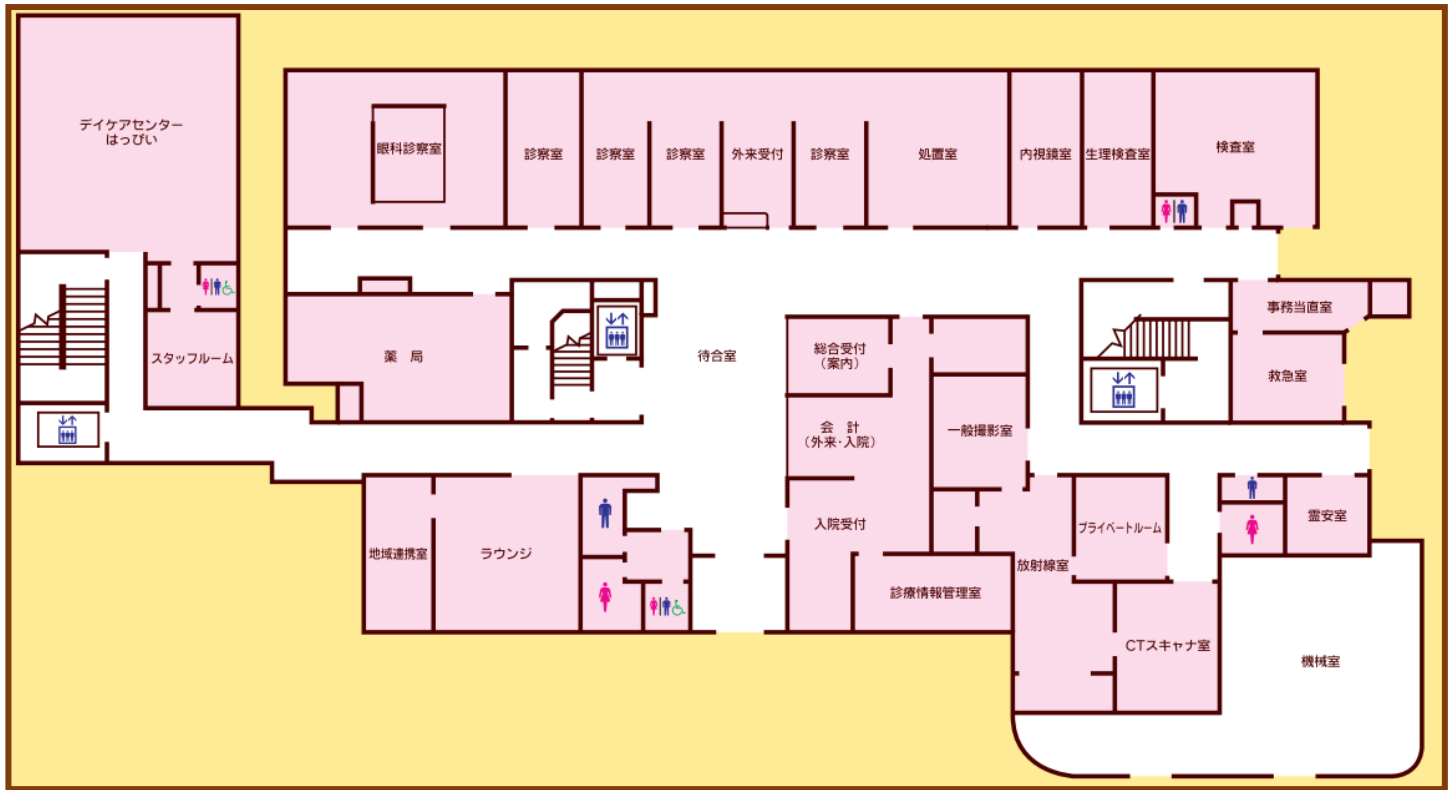 デイケアセンター
はっぴい
眼科診察室
診察室
診察室
診察室
外来受付
診察室
処置室
内視鏡室
生理検査室
検査室
スタッフルーム
薬 局
待合室
総合受付
(案内)
事務当直室
救急室
会 計
(外来・入院)
一般撮影室
入院受付
地域連携室
ラウンジ
診療情報管理室
放射線室
プライベートルーム
霊安室
CTスキャナ室
機械室